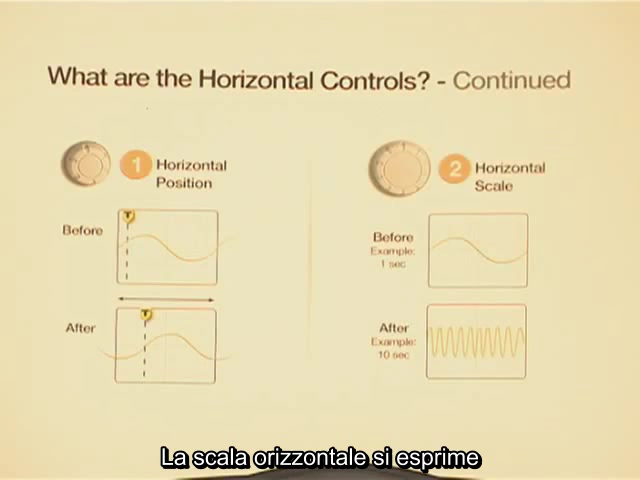 What are the Horizontal Controls? - Continued
1 Horizontal
Position
2 Horizontal
Scale
Before
T
After
T
Before
Example:
1 sec
After
Example:
10 sec
La scala orizzontale si esprime